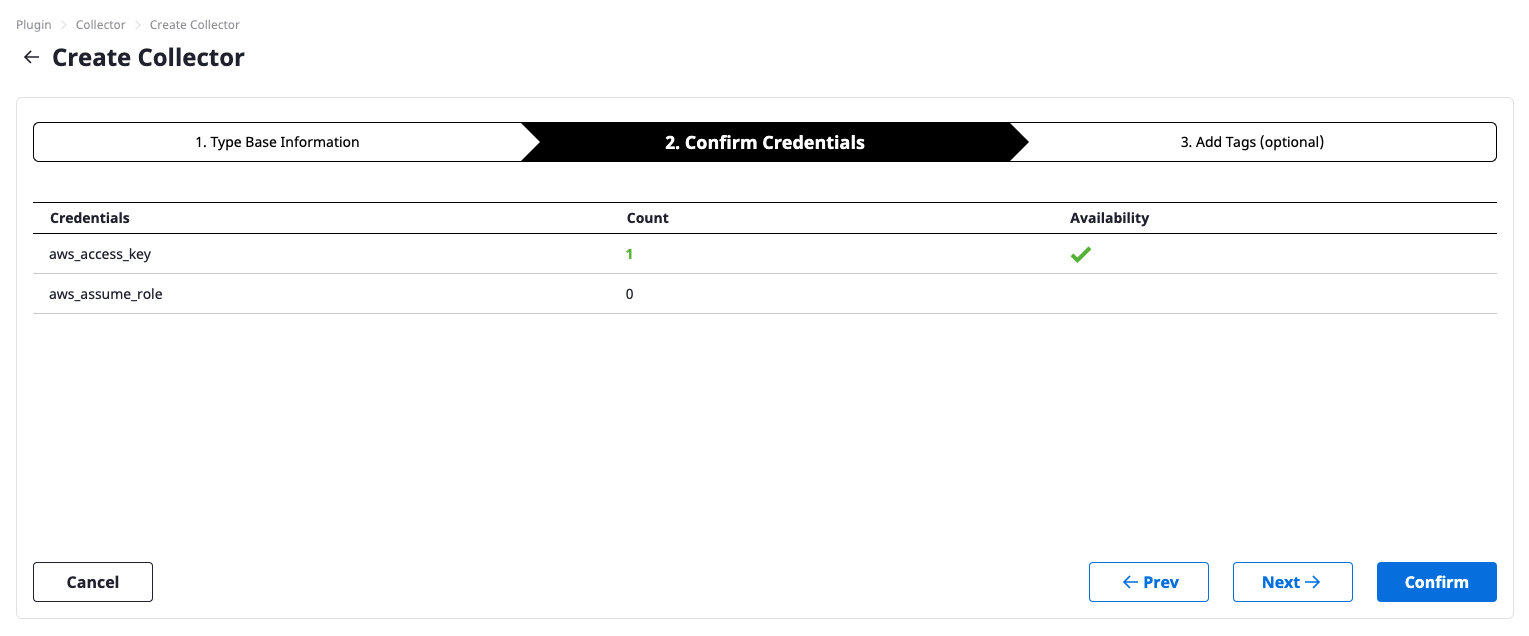 Plugin > Collector > Create Collector
← Create Collector
1. Type Base Information 2. Confirm Credentials 3. Add Tags (optional)
Credentials Count Availability
aws_access_key 1 ✓
aws_assume_role 0
Cancel ← Prev Next → Confirm